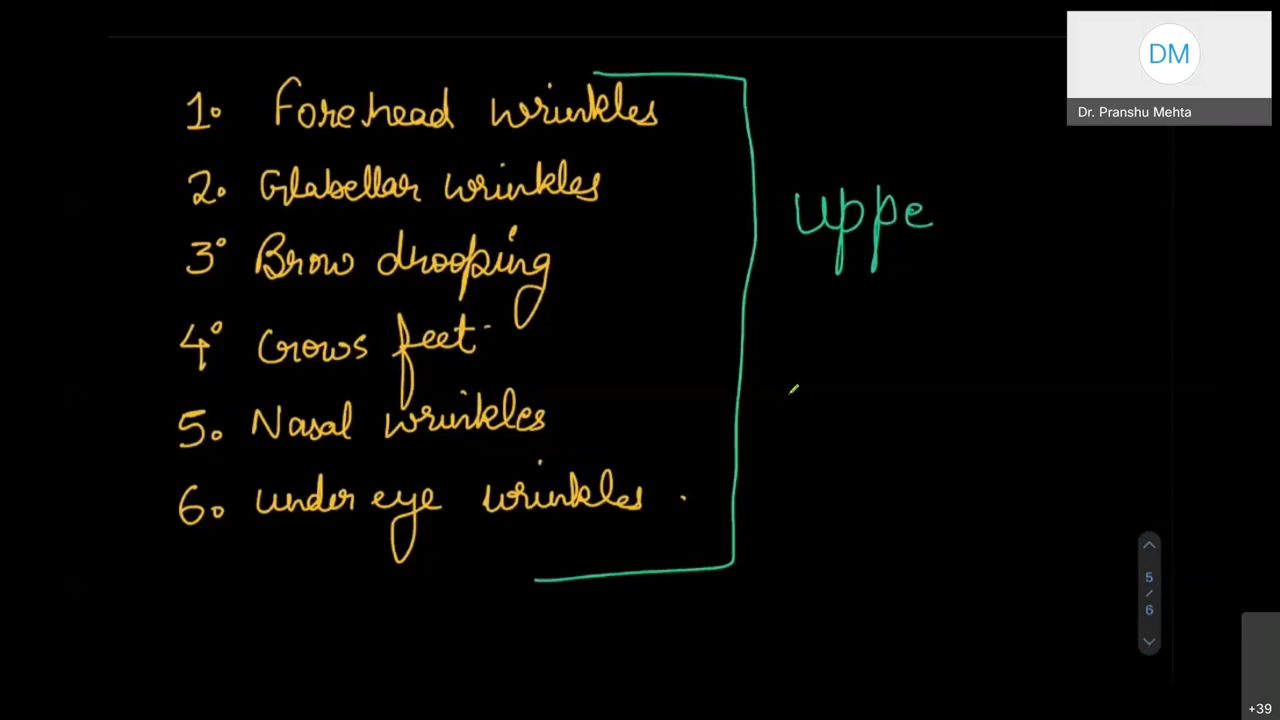 1. Forehead wrinkles
2. Glabellar wrinkles
3. Brow drooping
4. Crows feet
5. Nasal wrinkles
6. under eye wrinkles.
uppe
DM
Dr. Pranshu Mehta
5
/
6
+39